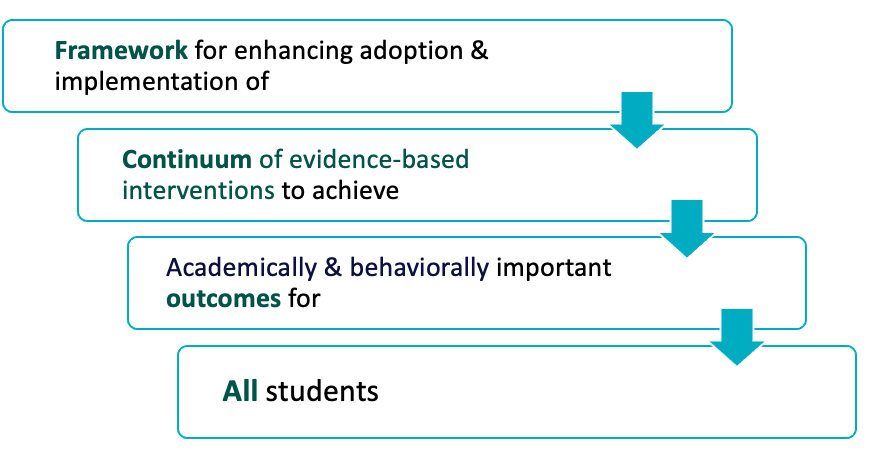 Framework for enhancing adoption &
implementation of
Continuum of evidence-based
interventions to achieve
Academically & behaviorally important
outcomes for
All students